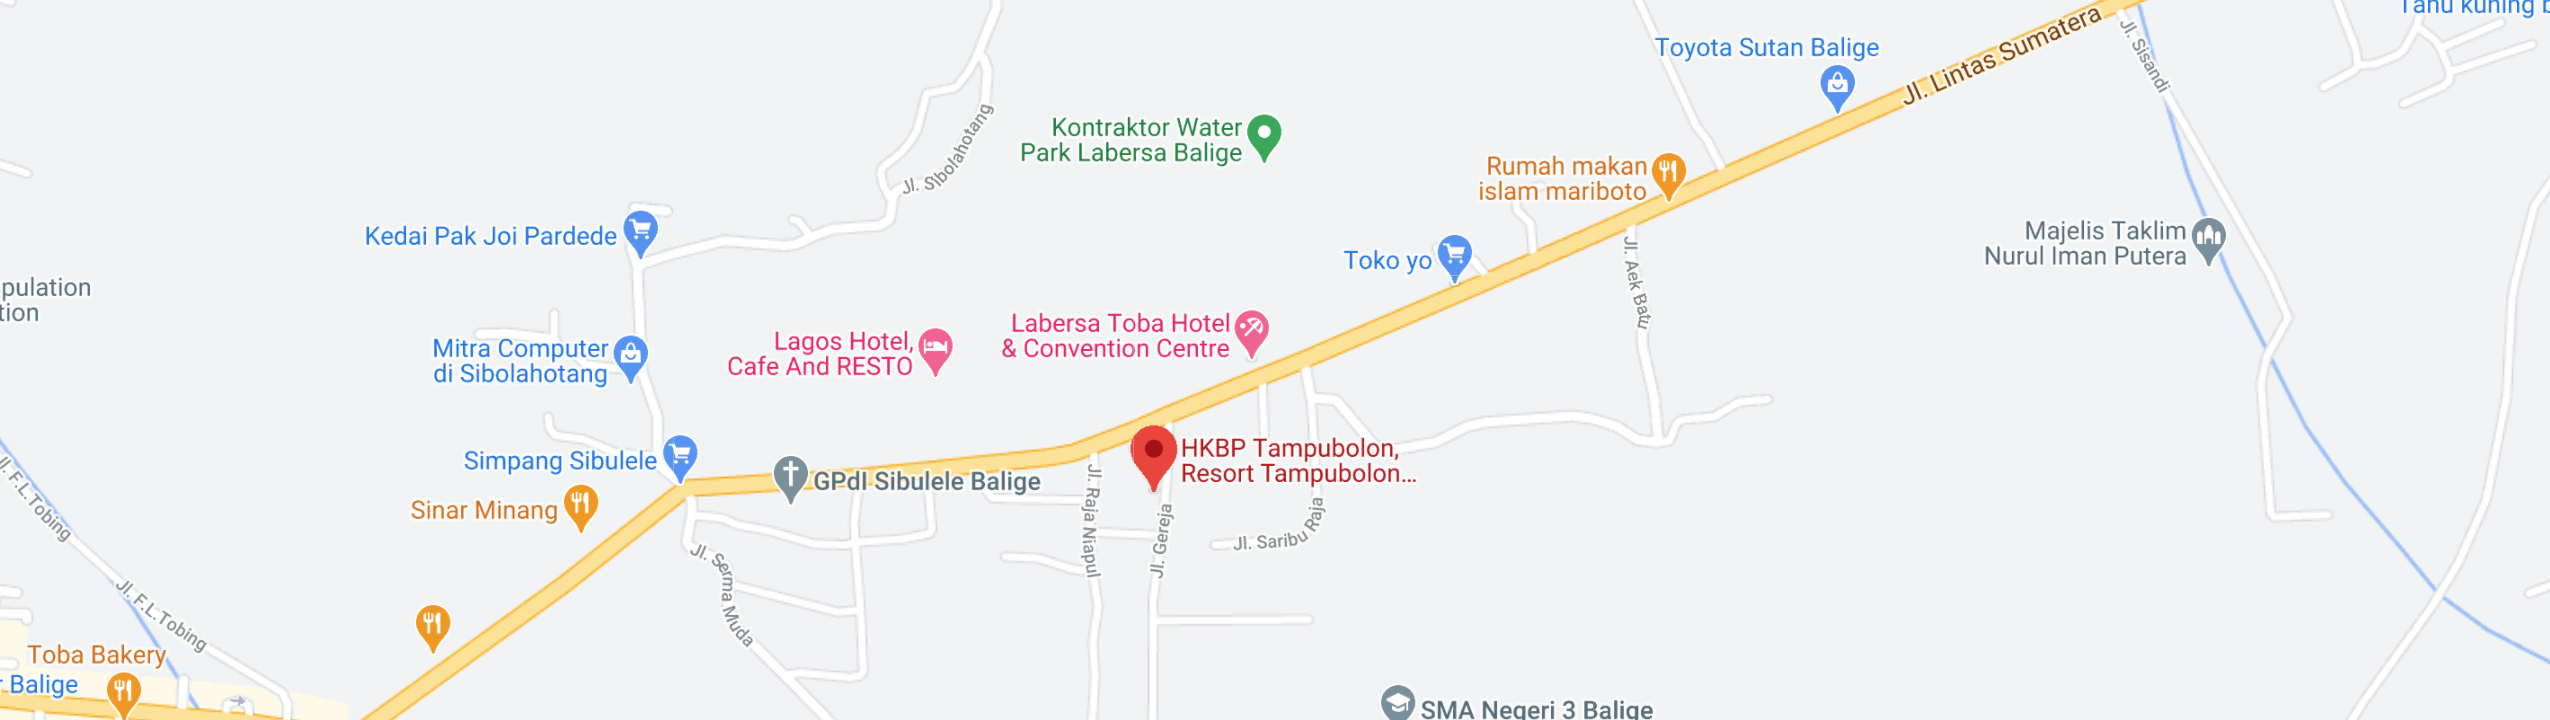 Tahu kuning b
Toyota Sutan Balige
Jl. Lintas Sumatera
Jl. Sisandi
Kontraktor Water
Park Labersa Balige
Jl. Sibolahotang
Rumah makan
islam mariboto
Kedai Pak Joi Pardede
Toko yo
Jl. Aek Batu
Majelis Taklim
Nurul Iman Putera
pulation
tion
Mitra Computer
di Sibolahotang
Lagos Hotel,
Cafe And RESTO
Labersa Toba Hotel
& Convention Centre
Simpang Sibulele
Sinar Minang
GPdI Sibulele Balige
HKBP Tampubolon,
Resort Tampubolon...
Jl. Raja Niapul
Jl. Gereja
Jl. Saribu Raja
Jl. Serma Muda
Jl. F.L.Tobing
Jl. F.L.Tobing
Toba Bakery
r Balige
SMA Negeri 3 Balige